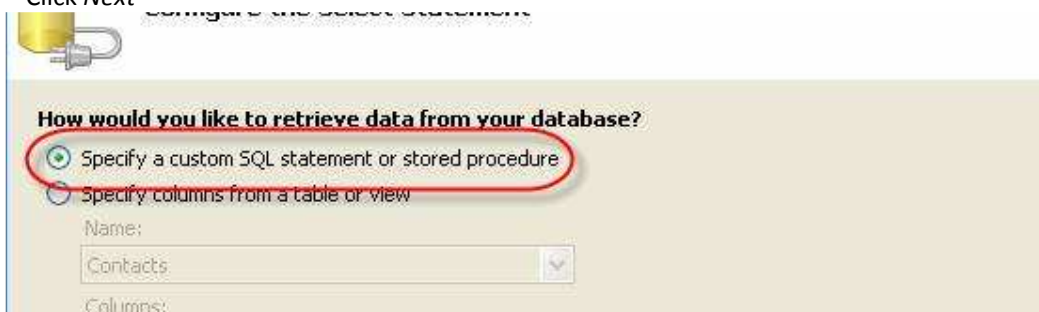 Click Next
Configure the Select Statement
How would you like to retrieve data from your database?
Specify a custom SQL statement or stored procedure
Specify columns from a table or view
Name:
Contacts
Columns: